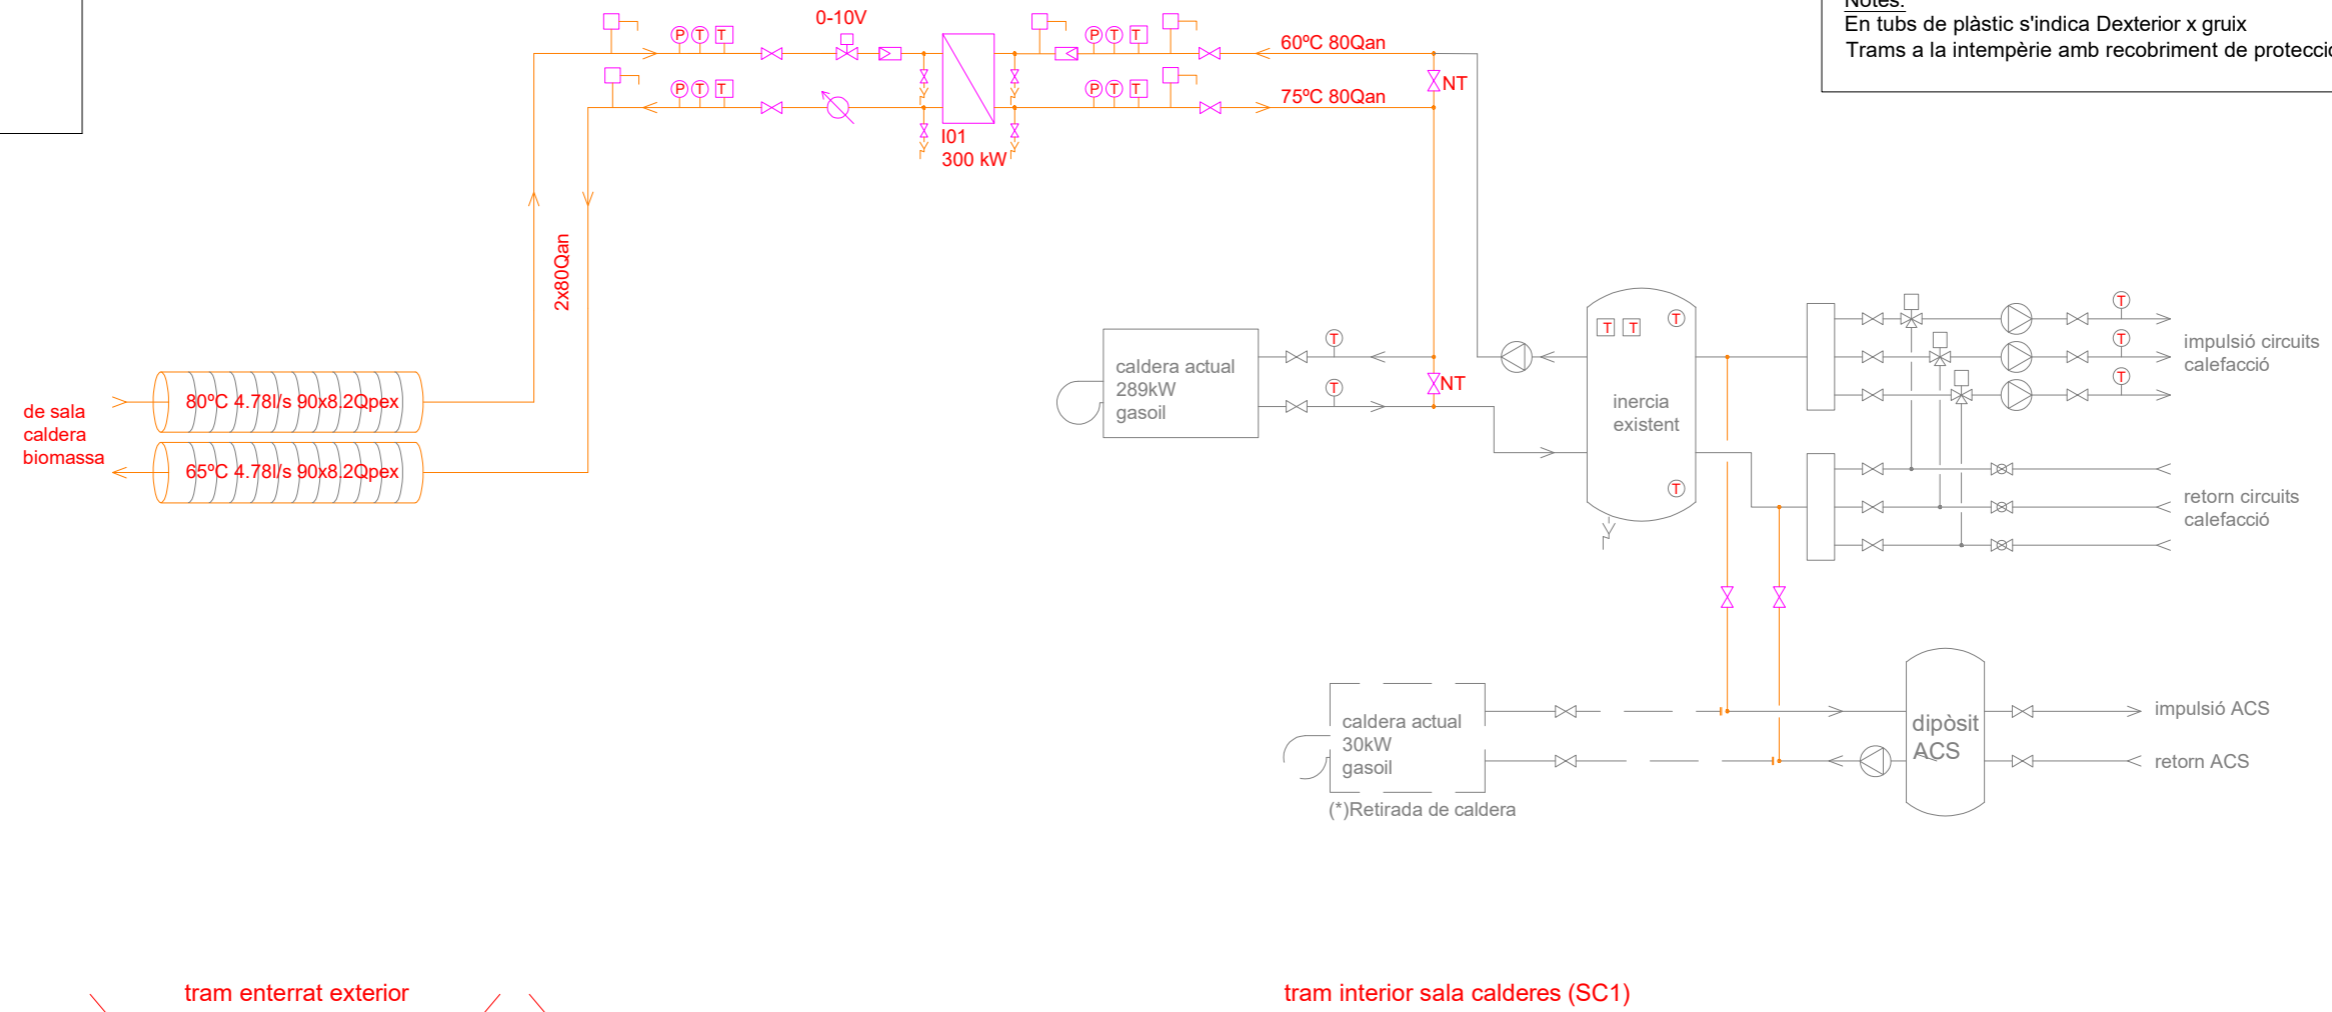 Notes:
En tubs de plàstic s'indica Dexterior x gruix
Trams a la intempèrie amb recobriment de protecció
0-10V
P T T
P T T
P T T
P T T
60ºC 80Qan
75ºC 80Qan
NT
I01
300 kW
2x80Qan
de sala
caldera
biomassa
80ºC 4.78l/s 90x8.2Qpex
65ºC 4.78l/s 90x8.2Qpex
caldera actual
289kW
gasoil
T
T
NT
T T T
inercia
existent
T
T
T
T
impulsió circuits
calefacció
retorn circuits
calefacció
caldera actual
30kW
gasoil
(*)Retirada de caldera
dipòsit
ACS
impulsió ACS
retorn ACS
tram enterrat exterior
tram interior sala calderes (SC1)